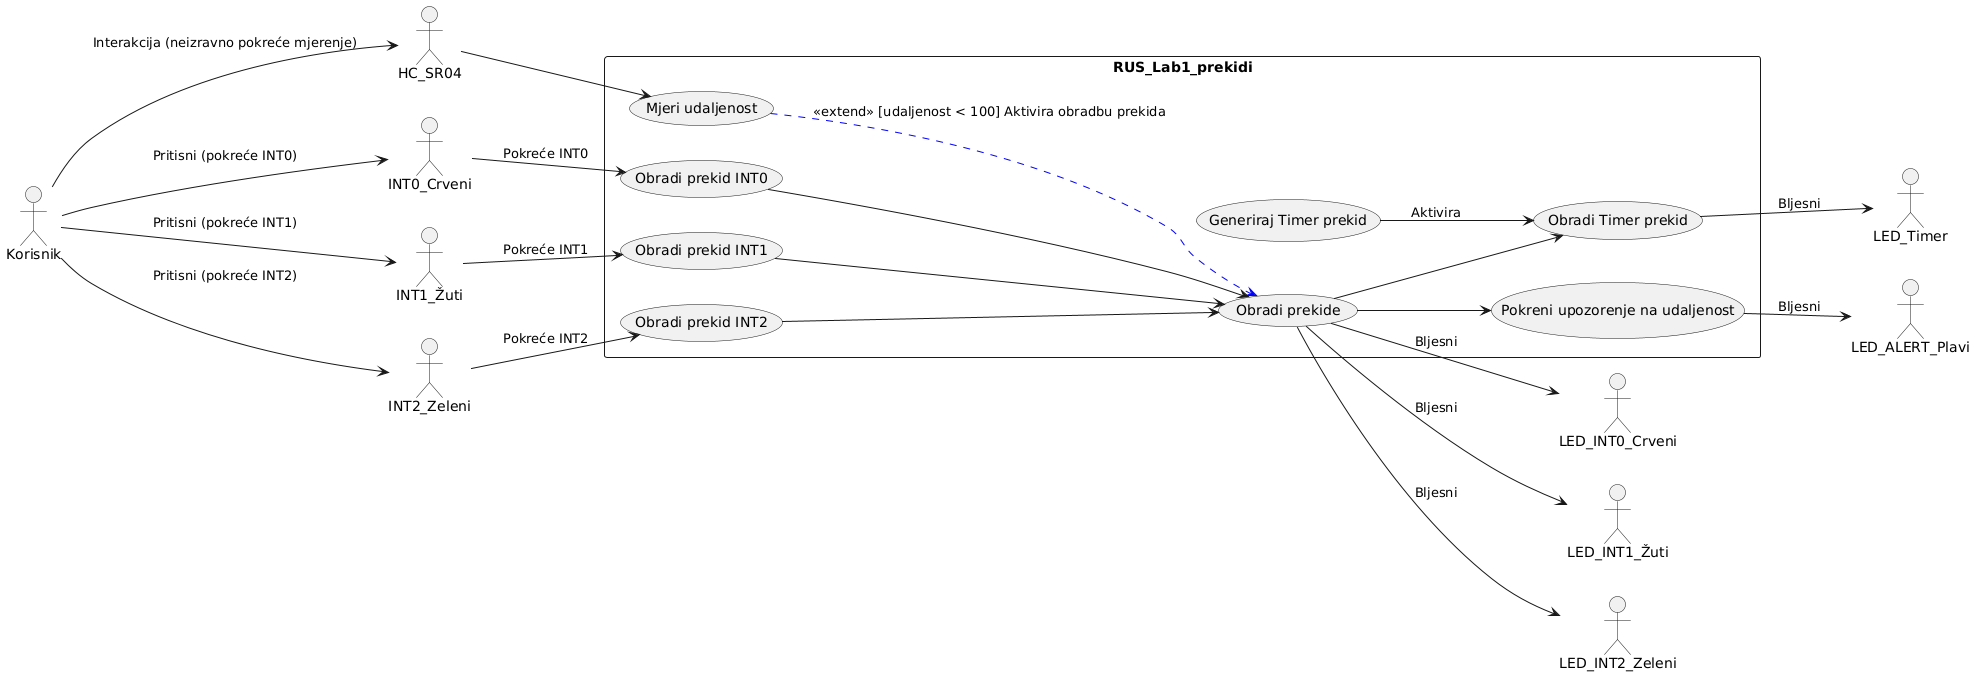 HC_SR04
Interakcija (neizravno pokreće mjerenje)
RUS_Lab1_prekidi
Mjeri udaljenost
«extend» [udaljenost < 100] Aktivira obradbu prekida
Pritisni (pokreće INT0)
INT0_Crveni
Pokreće INT0
Obradi prekid INT0
Korisnik
Pritisni (pokreće INT1)
INT1_Žuti
Pokreće INT1
Obradi prekid INT1
Generiraj Timer prekid
Aktivira
Obradi Timer prekid
Bljesni
LED_Timer
Pritisni (pokreće INT2)
INT2_Zeleni
Pokreće INT2
Obradi prekid INT2
Obradi prekide
Pokreni upozorenje na udaljenost
Bljesni
LED_ALERT_Plavi
Bljesni
LED_INT0_Crveni
Bljesni
LED_INT1_Žuti
Bljesni
LED_INT2_Zeleni